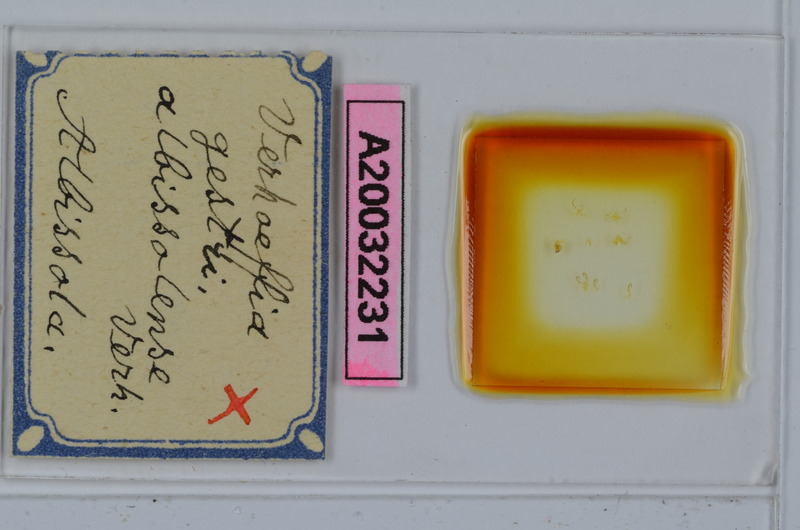 Verhoeffia
gestri.
albissolense
Verh.
Albissola.
X
A20032231